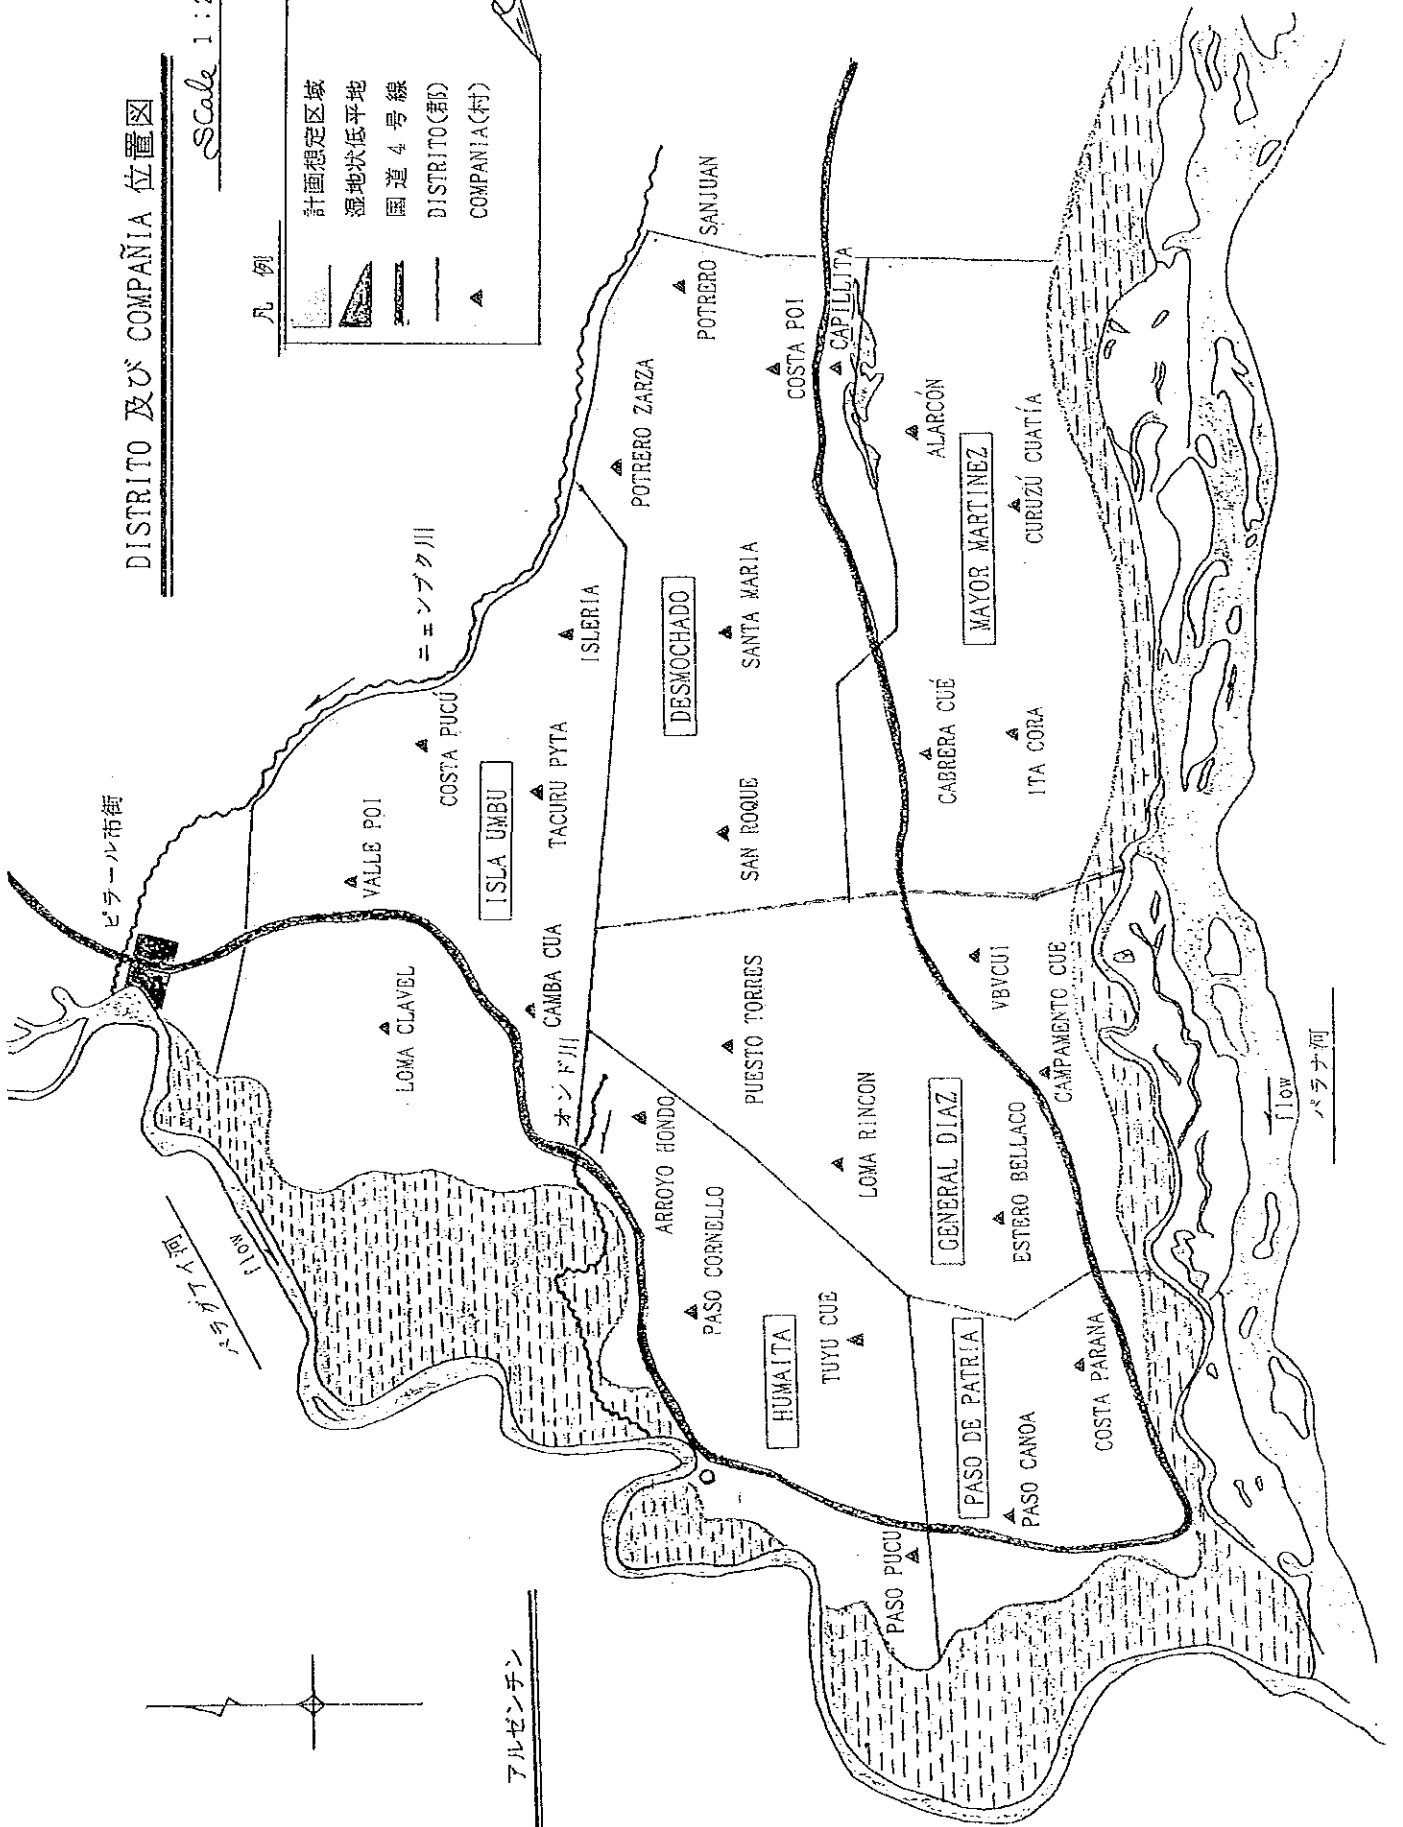 DISTRITO 及び COMPAÑIA 位置図
Scale 1:2
凡 例
計画想定区域
湿地状低平地
国道 4 号線
DISTRITO(郡)
COMPANIA(村)
アルゼンチン
パラグアイ河
flow
ピラール市街
ニェンブク川
オンド川
VALLE POI
LOMA CLAVEL
COSTA PUCÚ
ISLA UMBU
TACURU PYTA
CAMBA CUA
ISLERIA
POTRERO ZARZA
POTRERO SANJUAN
DESMOCHADO
SANTA MARIA
SAN ROQUE
COSTA POI
CAPILLITA
ALARCÓN
MAYOR MARTINEZ
CURUZÚ CUATÍA
CABRERA CUÉ
ITA CORA
ARROYO HONDO
PASO CORNELLO
HUMAITA
TUYU CUE
PUESTO TORRES
LOMA RINCON
GENERAL DIAZ
VBVCUI
CAMPAMENTO CUE
ESTERO BELLACO
PASO PUCU
PASO DE PATRIA
PASO CANOA
COSTA PARANA
flow
パラナ河